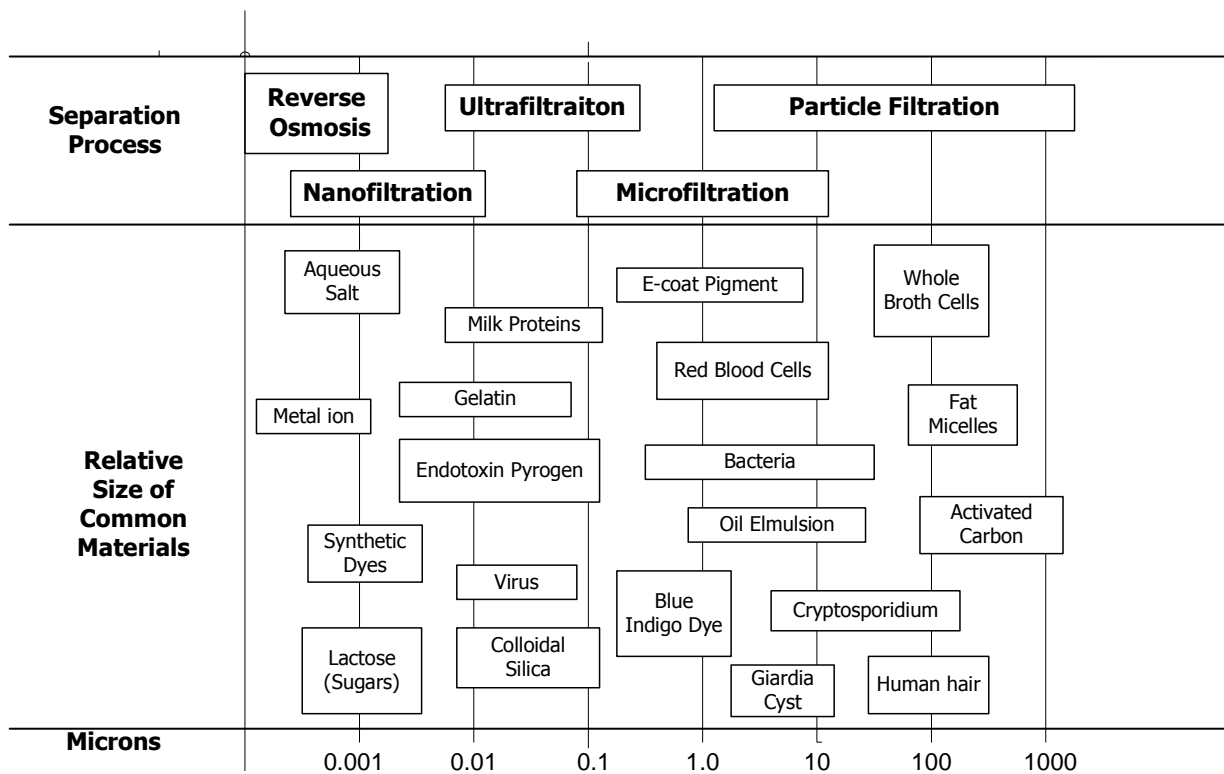 Separation
Process
Reverse
Osmosis
Ultrafiltraiton
Particle Filtration
Nanofiltration
Microfiltration
Relative
Size of
Common
Materials
Aqueous
Salt
E-coat Pigment
Whole
Broth Cells
Milk Proteins
Red Blood Cells
Metal ion
Gelatin
Fat
Micelles
Endotoxin Pyrogen
Bacteria
Synthetic
Dyes
Oil Elmulsion
Activated
Carbon
Virus
Blue
Indigo Dye
Cryptosporidium
Lactose
(Sugars)
Colloidal
Silica
Giardia
Cyst
Human hair
Microns
0.001 0.01 0.1 1.0 10 100 1000